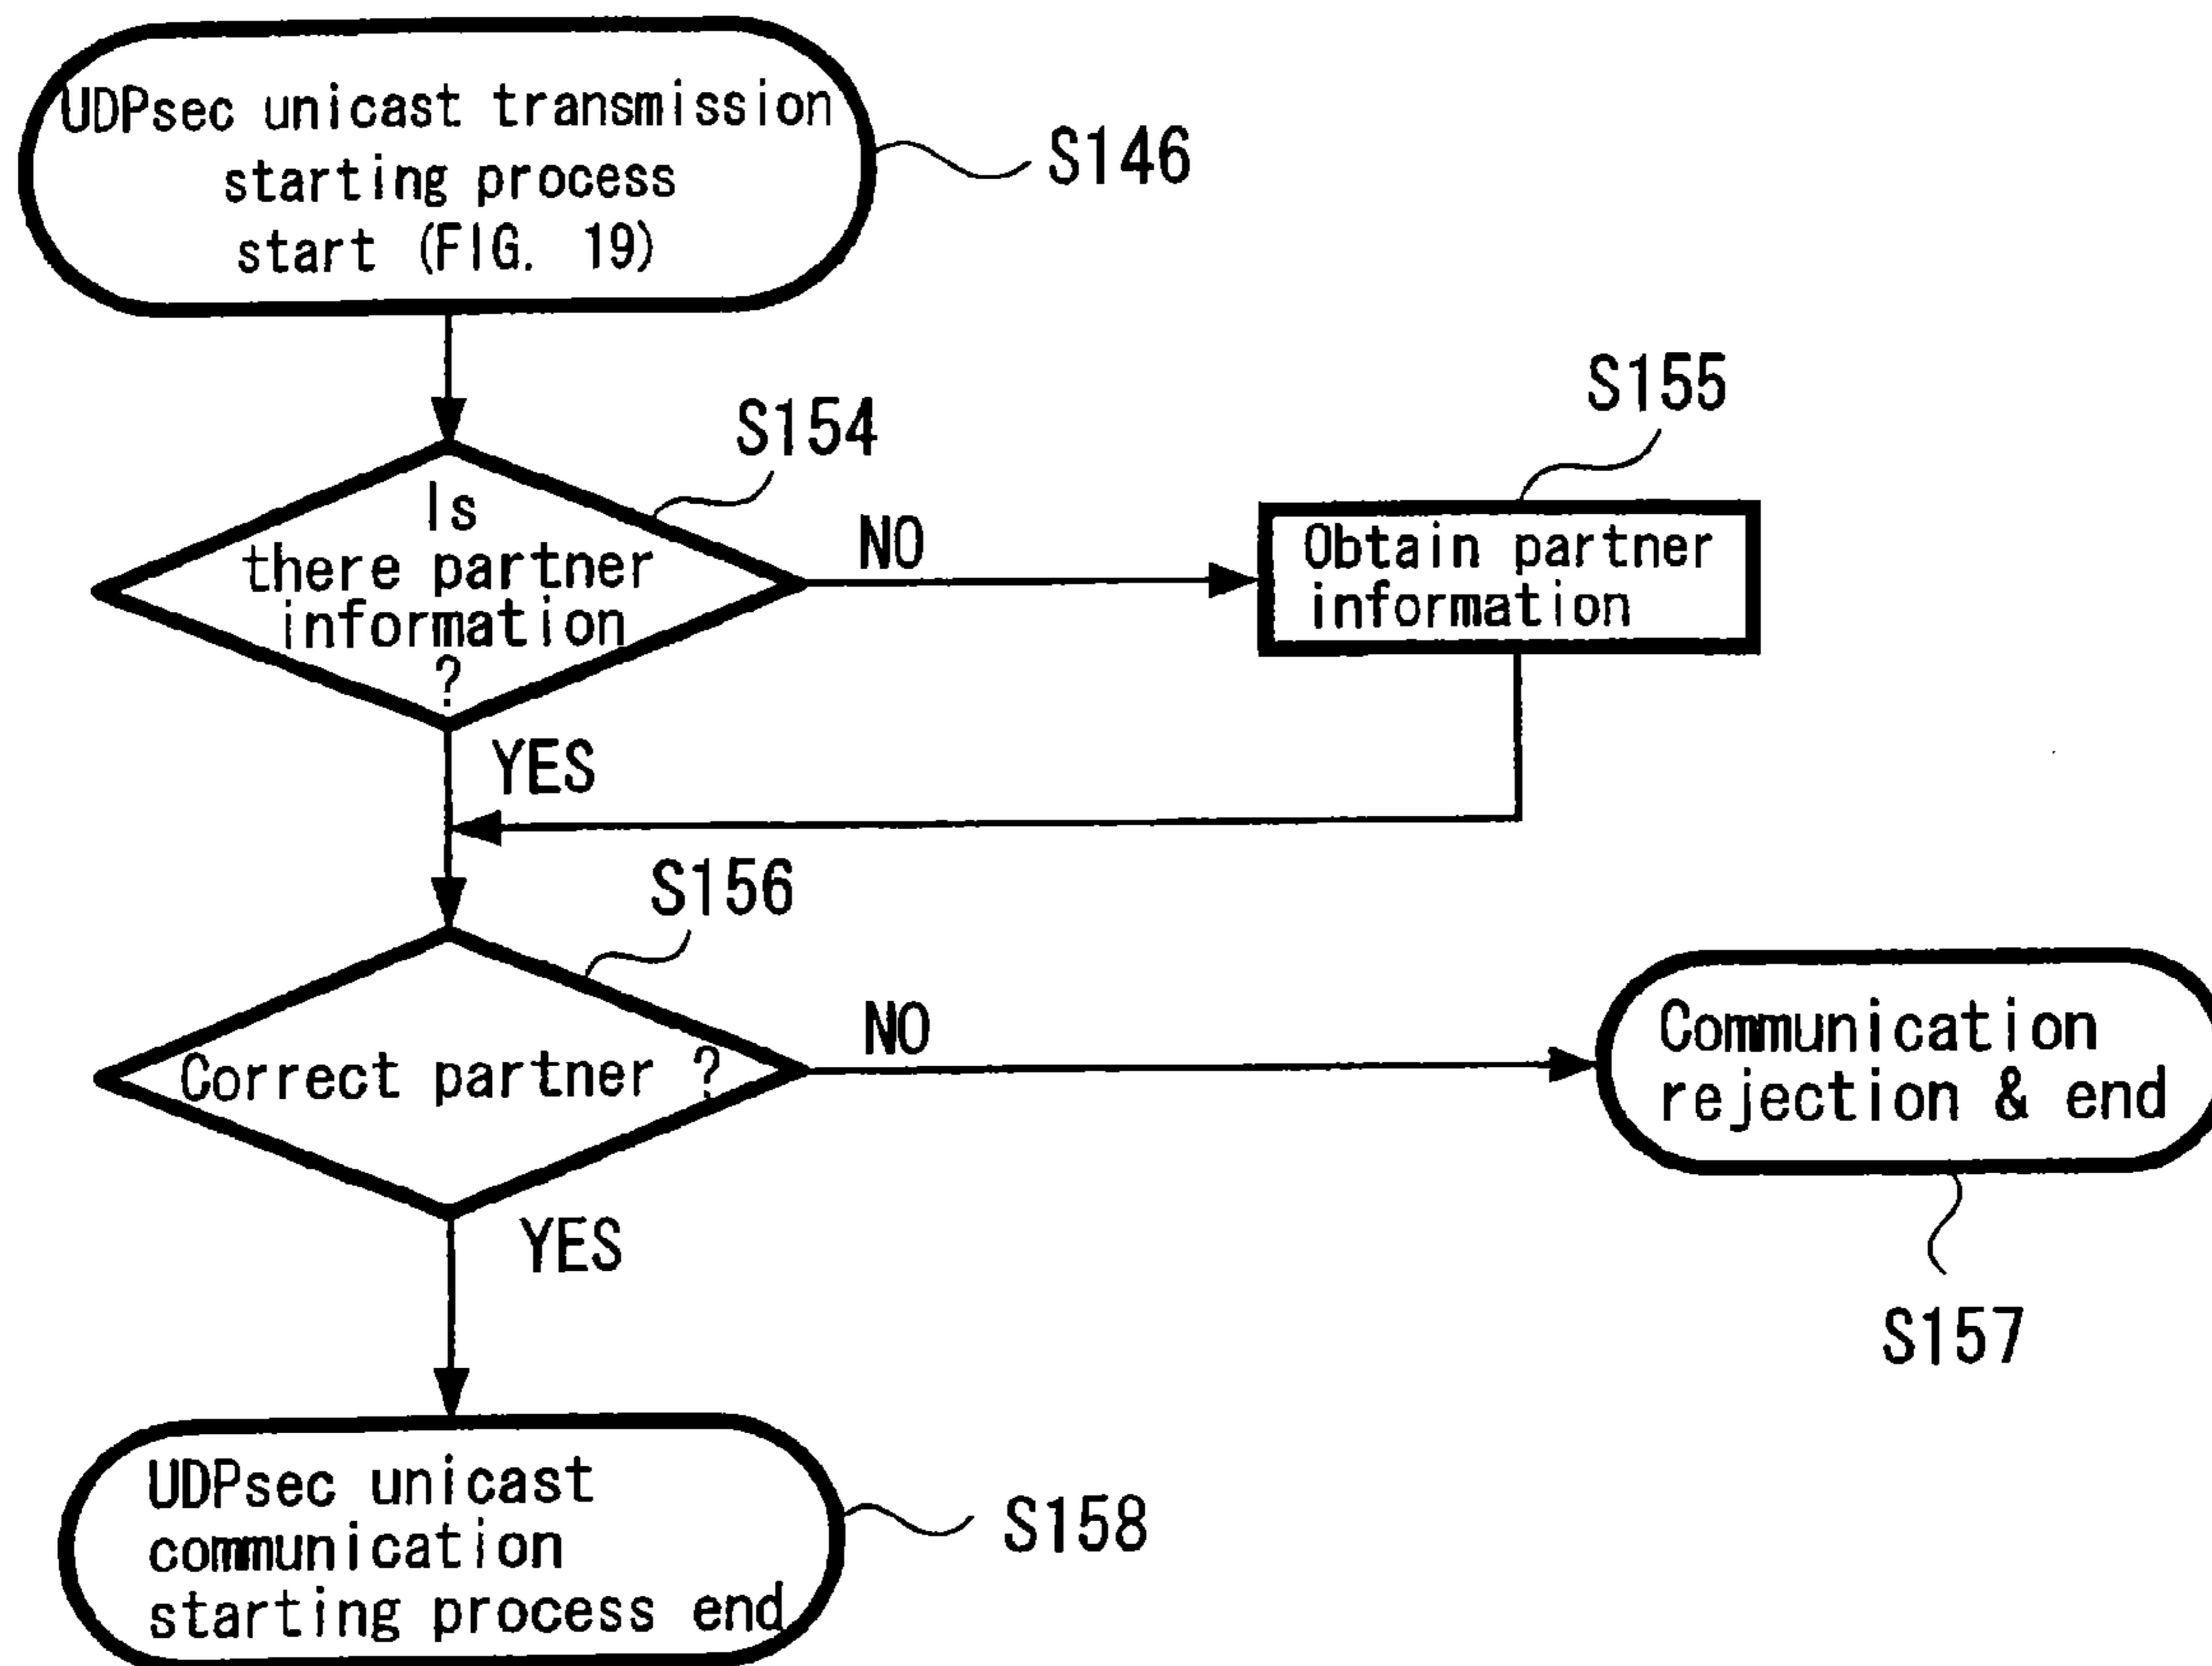 UDPsec unicast transmission
starting process
start (FIG. 19)
S146
S154
Is
there partner
information
?
NO
S155
Obtain partner
information
YES
S156
Correct partner ?
NO
Communication
rejection & end
S157
YES
UDPsec unicast
communication
starting process end
S158